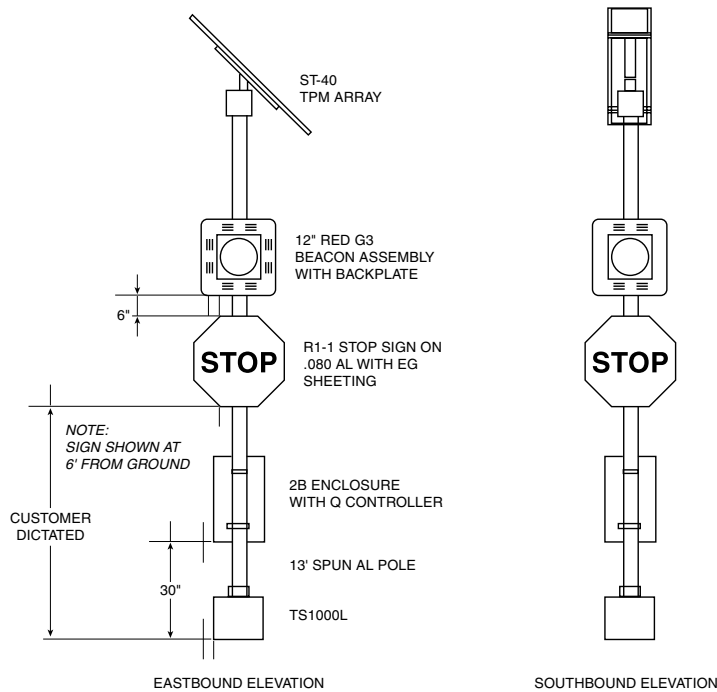 ST-40
TPM ARRAY
12" RED G3
BEACON ASSEMBLY
WITH BACKPLATE
6"
STOP
STOP
R1-1 STOP SIGN ON
.080 AL WITH EG
SHEETING
NOTE:
SIGN SHOWN AT
6' FROM GROUND
2B ENCLOSURE
WITH Q CONTROLLER
CUSTOMER
DICTATED
13' SPUN AL POLE
30"
TS1000L
EASTBOUND ELEVATION
SOUTHBOUND ELEVATION